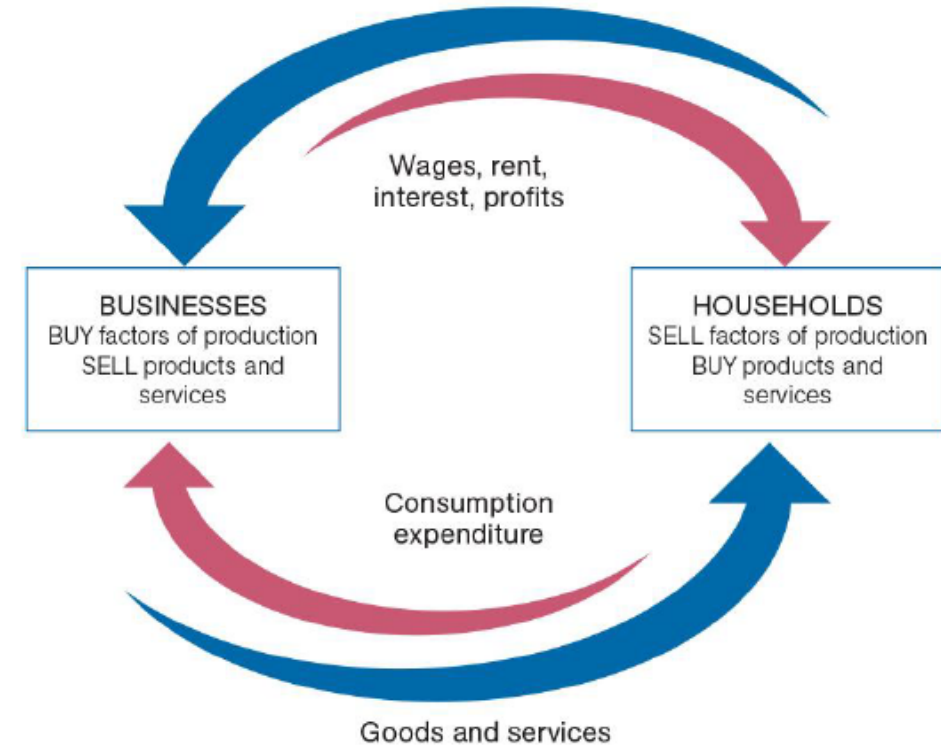 Wages, rent,
interest, profits
BUSINESSES
BUY factors of production
SELL products and
services
HOUSEHOLDS
SELL factors of production
BUY products and
services
Consumption
expenditure
Goods and services